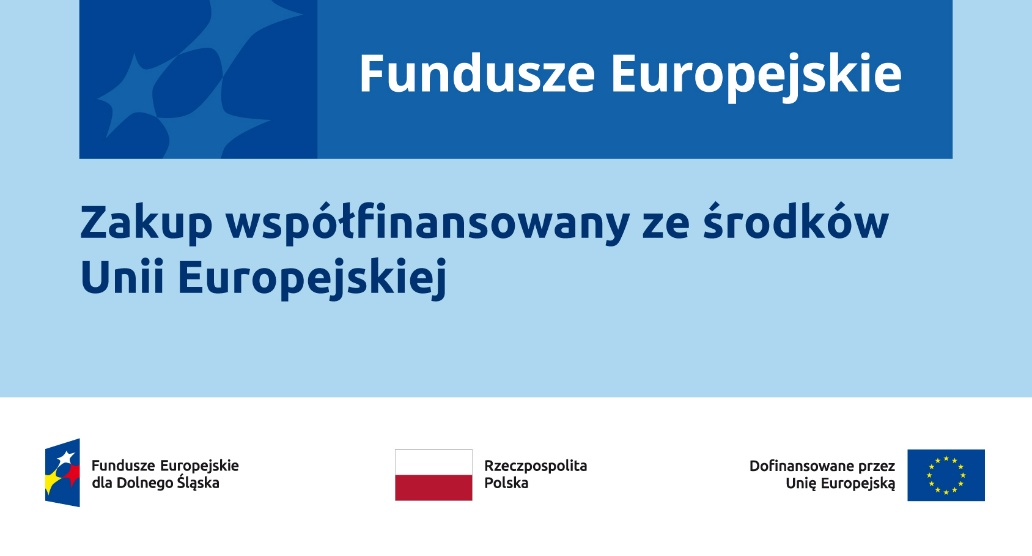 Fundusze Europejskie
Zakup współfinansowany ze środków
Unii Europejskiej
Fundusze Europejskie
dla Dolnego Śląska
Rzeczpospolita
Polska
Dofinansowane przez
Unię Europejską